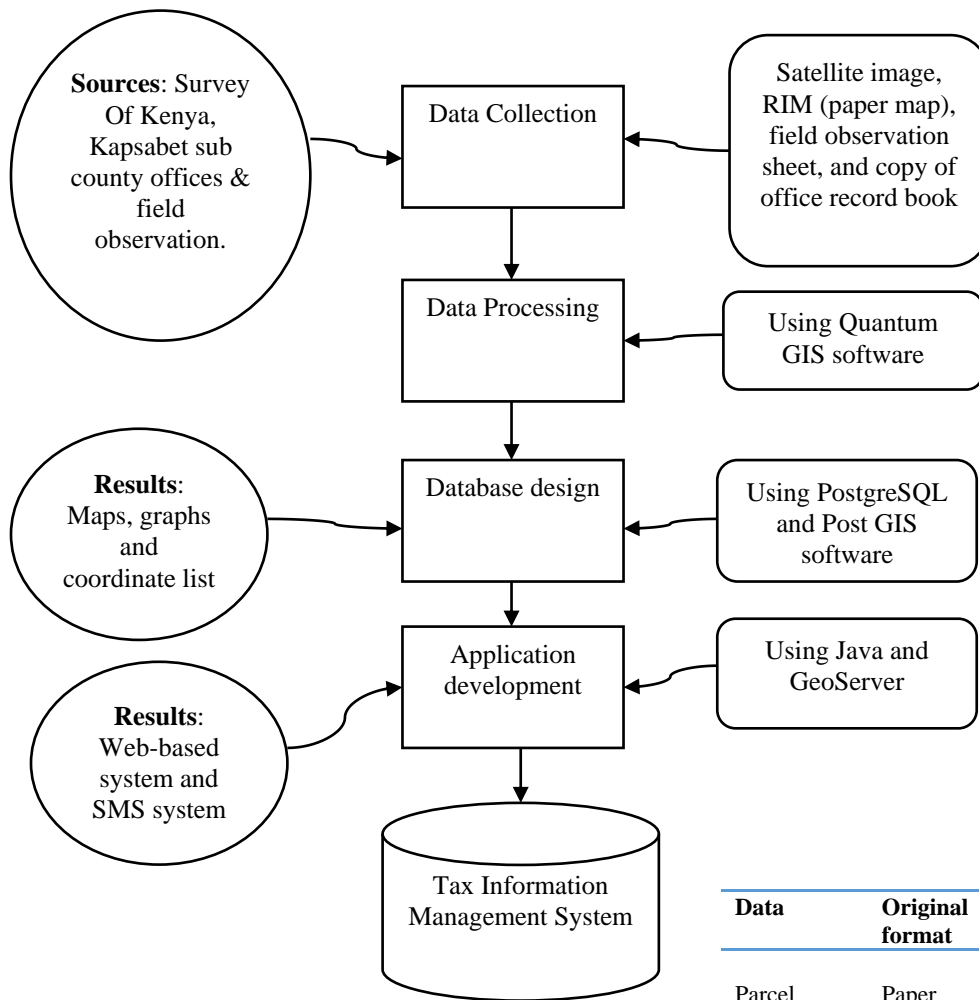 Sources: Survey
Of Kenya,
Kapsabet sub
county offices &
field
observation.
Data Collection
Satellite image,
RIM (paper map),
field observation
sheet, and copy of
office record book
Data Processing
Using Quantum
GIS software
Results:
Maps, graphs
and
coordinate list
Database design
Using PostgreSQL
and Post GIS
software
Results:
Web-based
system and
SMS system
Application
development
Using Java and
GeoServer
Tax Information
Management System
Data Original
format
Parcel Paper